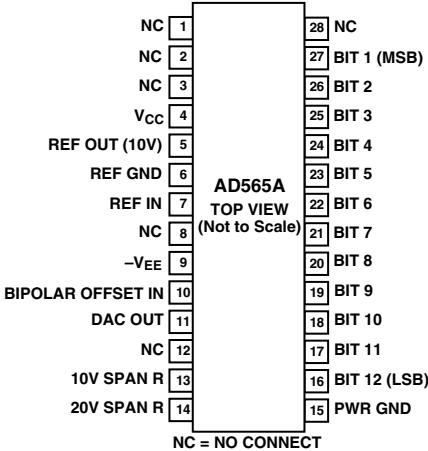 NC 1
NC 2
NC 3
VCC 4
REF OUT (10V) 5
REF GND 6
REF IN 7
NC 8
–VEE 9
BIPOLAR OFFSET IN 10
DAC OUT 11
NC 12
10V SPAN R 13
20V SPAN R 14
AD565A
TOP VIEW
(Not to Scale)
28 NC
27 BIT 1 (MSB)
26 BIT 2
25 BIT 3
24 BIT 4
23 BIT 5
22 BIT 6
21 BIT 7
20 BIT 8
19 BIT 9
18 BIT 10
17 BIT 11
16 BIT 12 (LSB)
15 PWR GND
NC = NO CONNECT